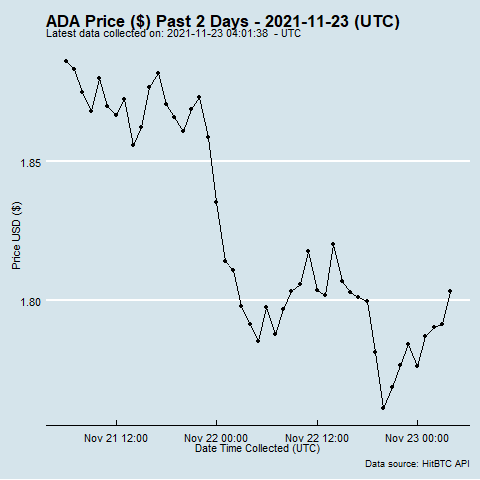 ADA Price ($) Past 2 Days - 2021-11-23 (UTC)
Latest data collected on: 2021-11-23 04:01:38  - UTC
1.85
1.80
Price USD ($)
Nov 21 12:00
Nov 22 00:00
Nov 22 12:00
Nov 23 00:00
Date Time Collected (UTC)
Data source: HitBTC API